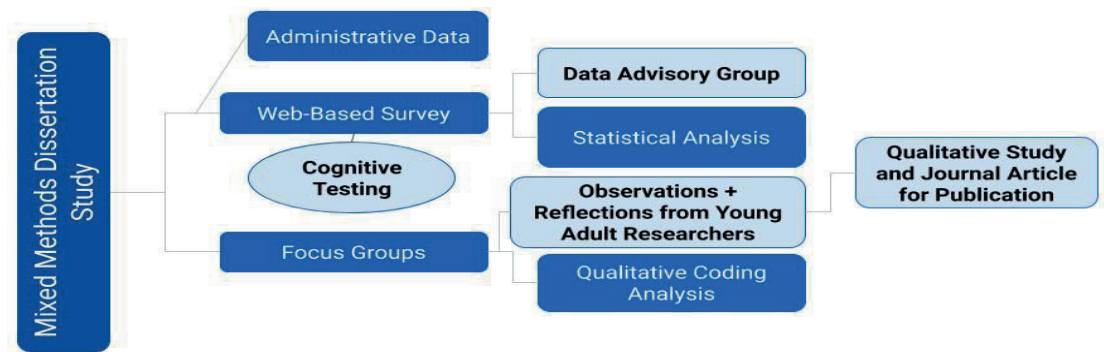 Mixed Methods Dissertation
Study
Administrative Data
Web-Based Survey
Cognitive
Testing
Focus Groups
Data Advisory Group
Statistical Analysis
Observations +
Reflections from Young
Adult Researchers
Qualitative Coding
Analysis
Qualitative Study
and Journal Article
for Publication